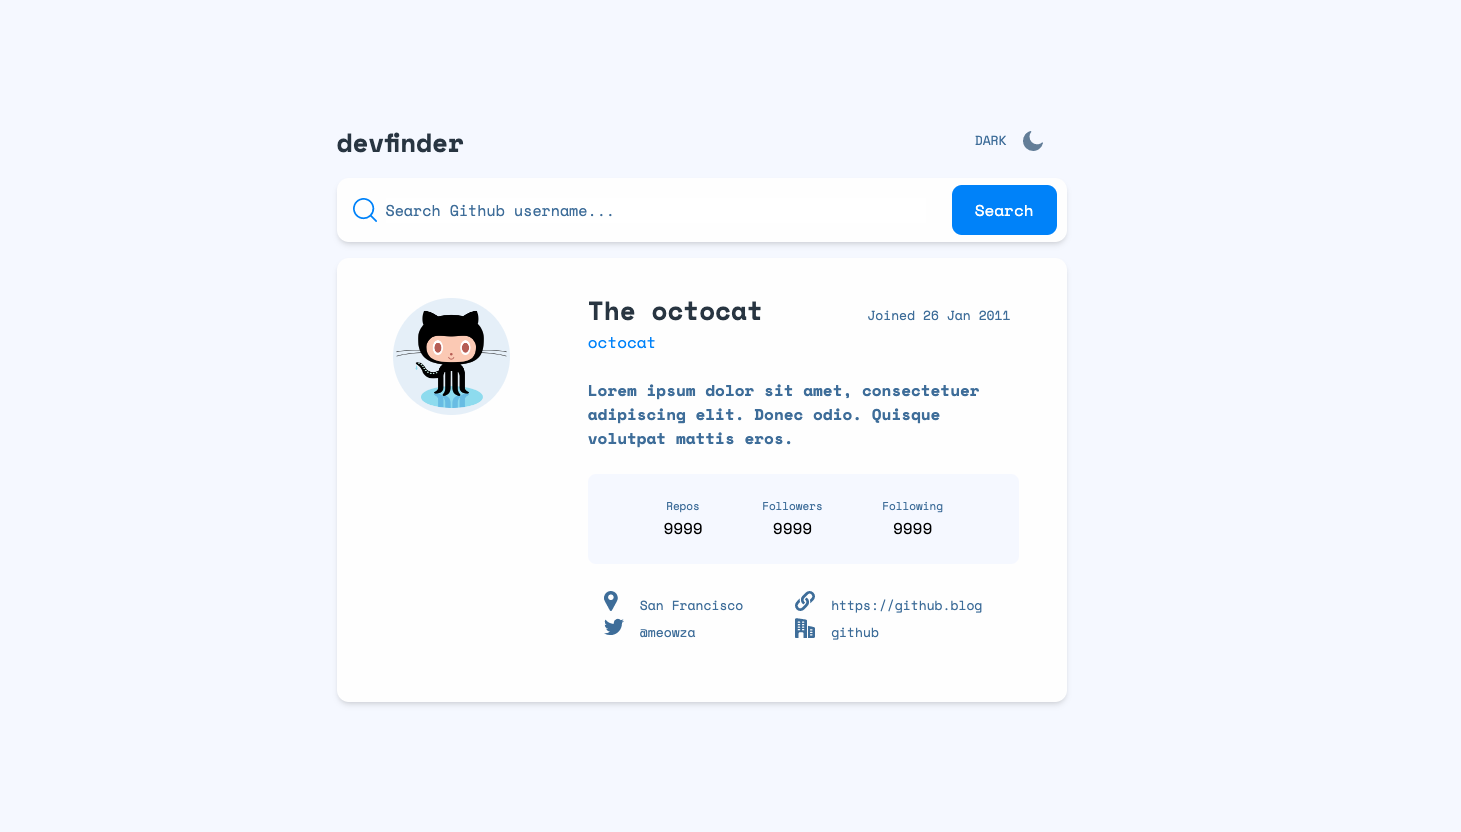 devfinder
DARK
Search Github username...
Search
The octocat
Joined 26 Jan 2011
octocat
Lorem ipsum dolor sit amet, consectetuer
adipiscing elit. Donec odio. Quisque
volutpat mattis eros.
Repos
Followers
Following
9999
9999
9999
San Francisco
https://github.blog
@meowza
github